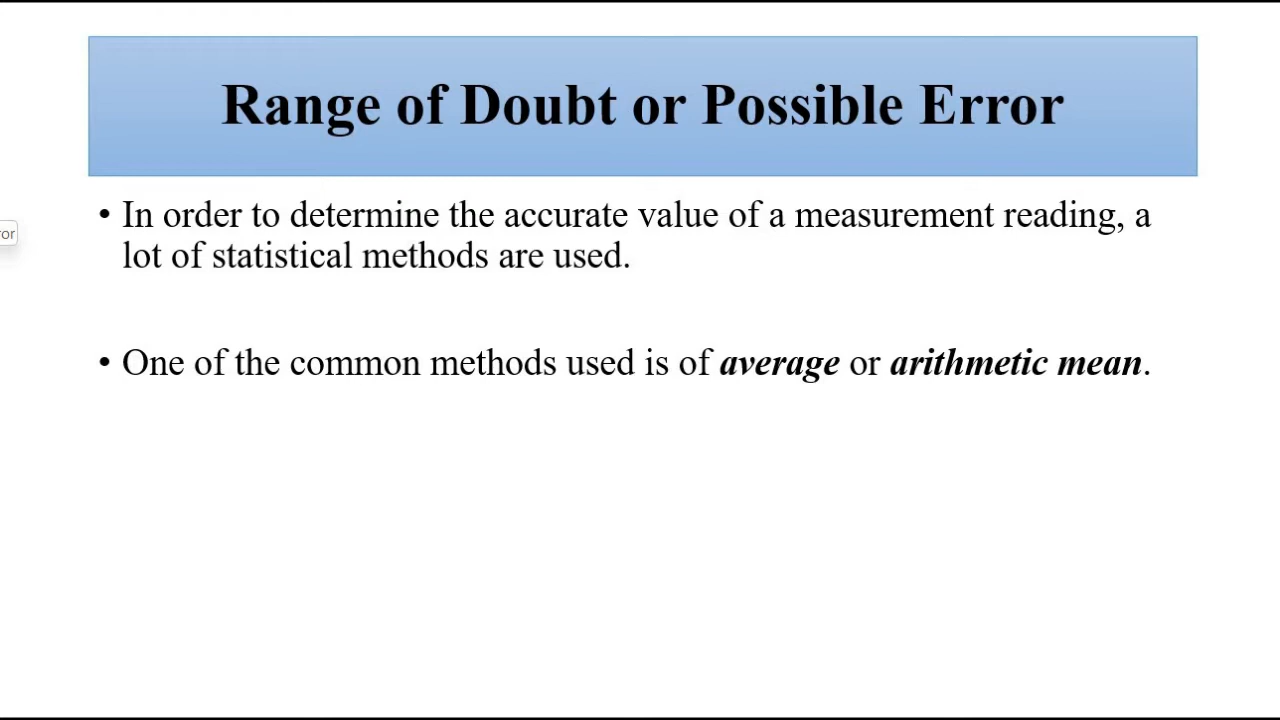 Range of Doubt or Possible Error
• In order to determine the accurate value of a measurement reading, a
lot of statistical methods are used.
ror
• One of the common methods used is of average or arithmetic mean.